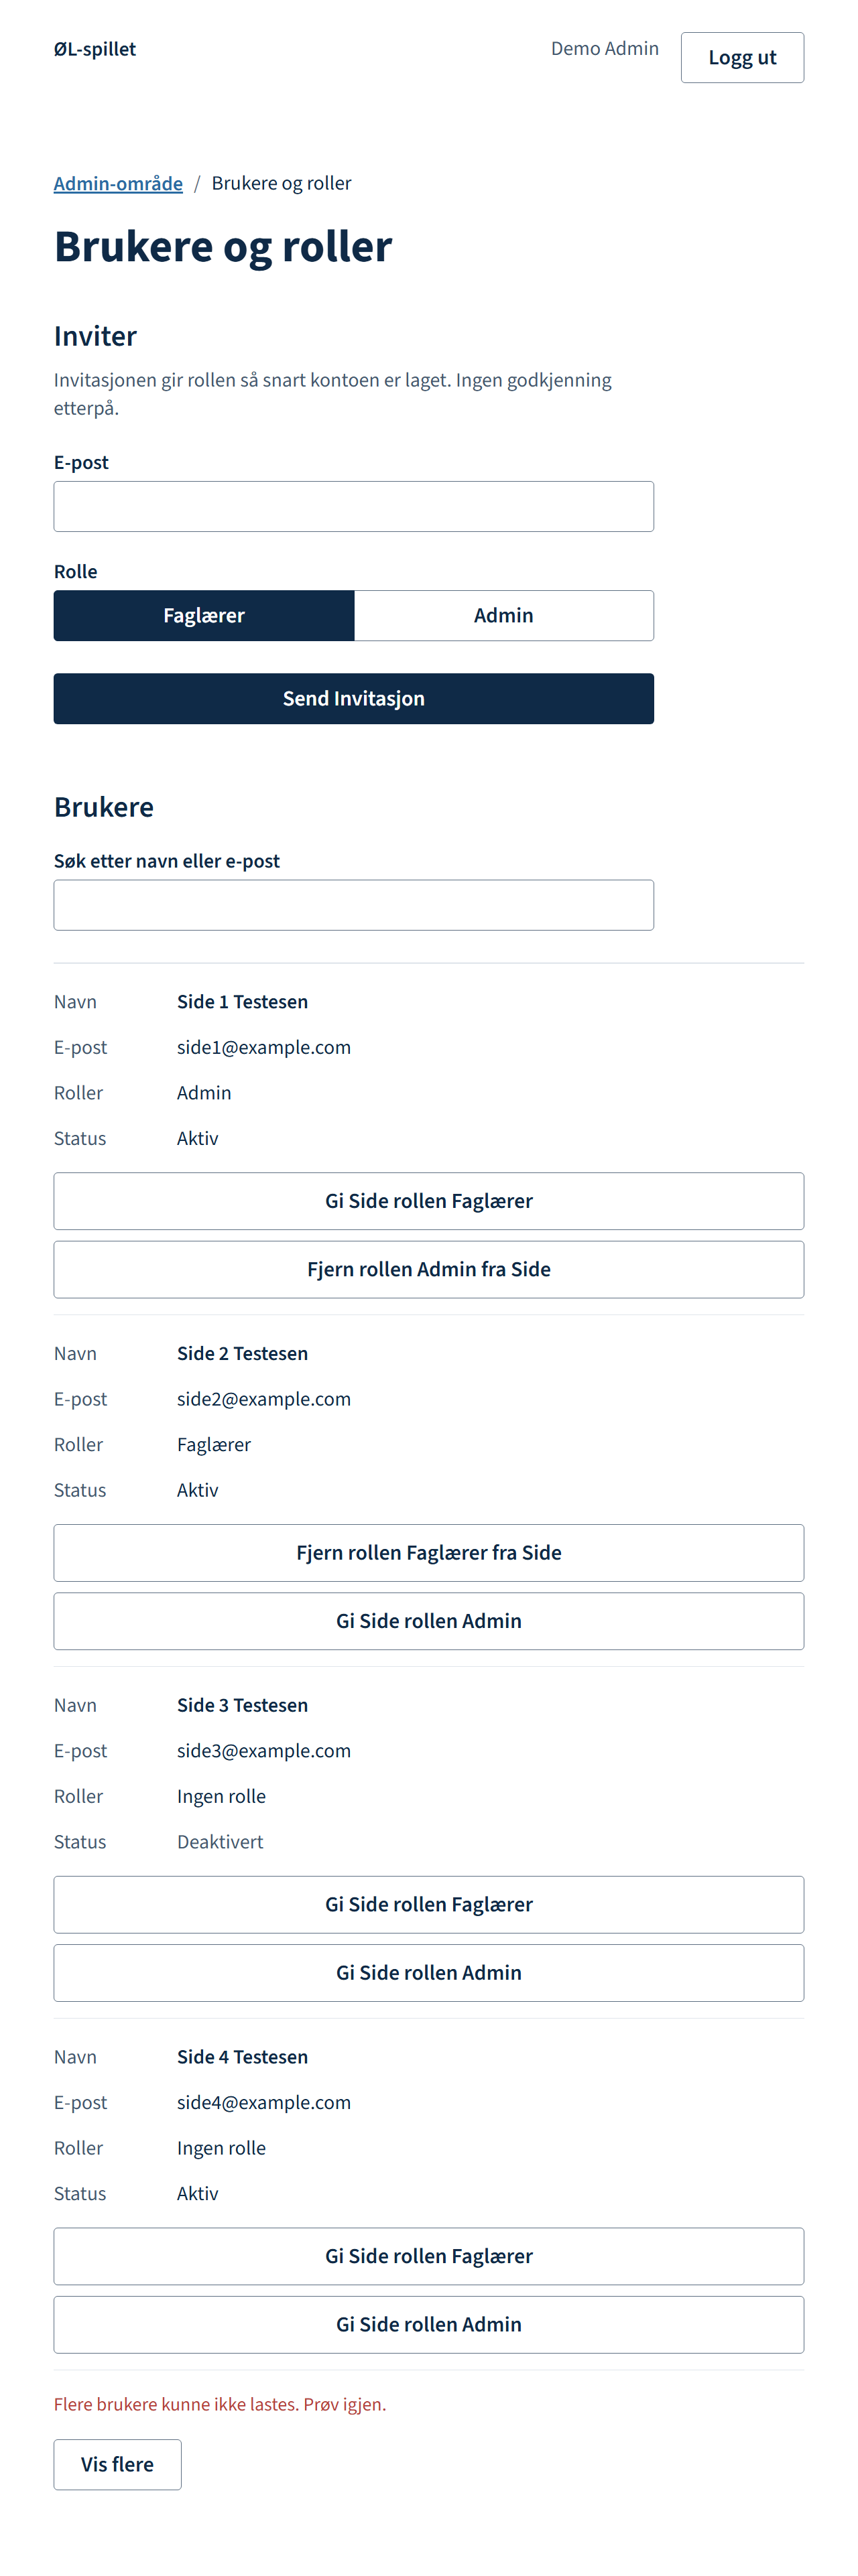 ØL-spillet
Demo Admin
Logg ut
Admin-område / Brukere og roller
Brukere og roller
Inviter
Invitasjonen gir rollen så snart kontoen er laget. Ingen godkjenning
etterpå.
E-post
Rolle
Faglærer
Admin
Send Invitasjon
Brukere
Søk etter navn eller e-post
Navn Side 1 Testesen
E-post side1@example.com
Roller Admin
Status Aktiv
Gi Side rollen Faglærer
Fjern rollen Admin fra Side
Navn Side 2 Testesen
E-post side2@example.com
Roller Faglærer
Status Aktiv
Fjern rollen Faglærer fra Side
Gi Side rollen Admin
Navn Side 3 Testesen
E-post side3@example.com
Roller Ingen rolle
Status Deaktivert
Gi Side rollen Faglærer
Gi Side rollen Admin
Navn Side 4 Testesen
E-post side4@example.com
Roller Ingen rolle
Status Aktiv
Gi Side rollen Faglærer
Gi Side rollen Admin
Flere brukere kunne ikke lastes. Prøv igjen.
Vis flere